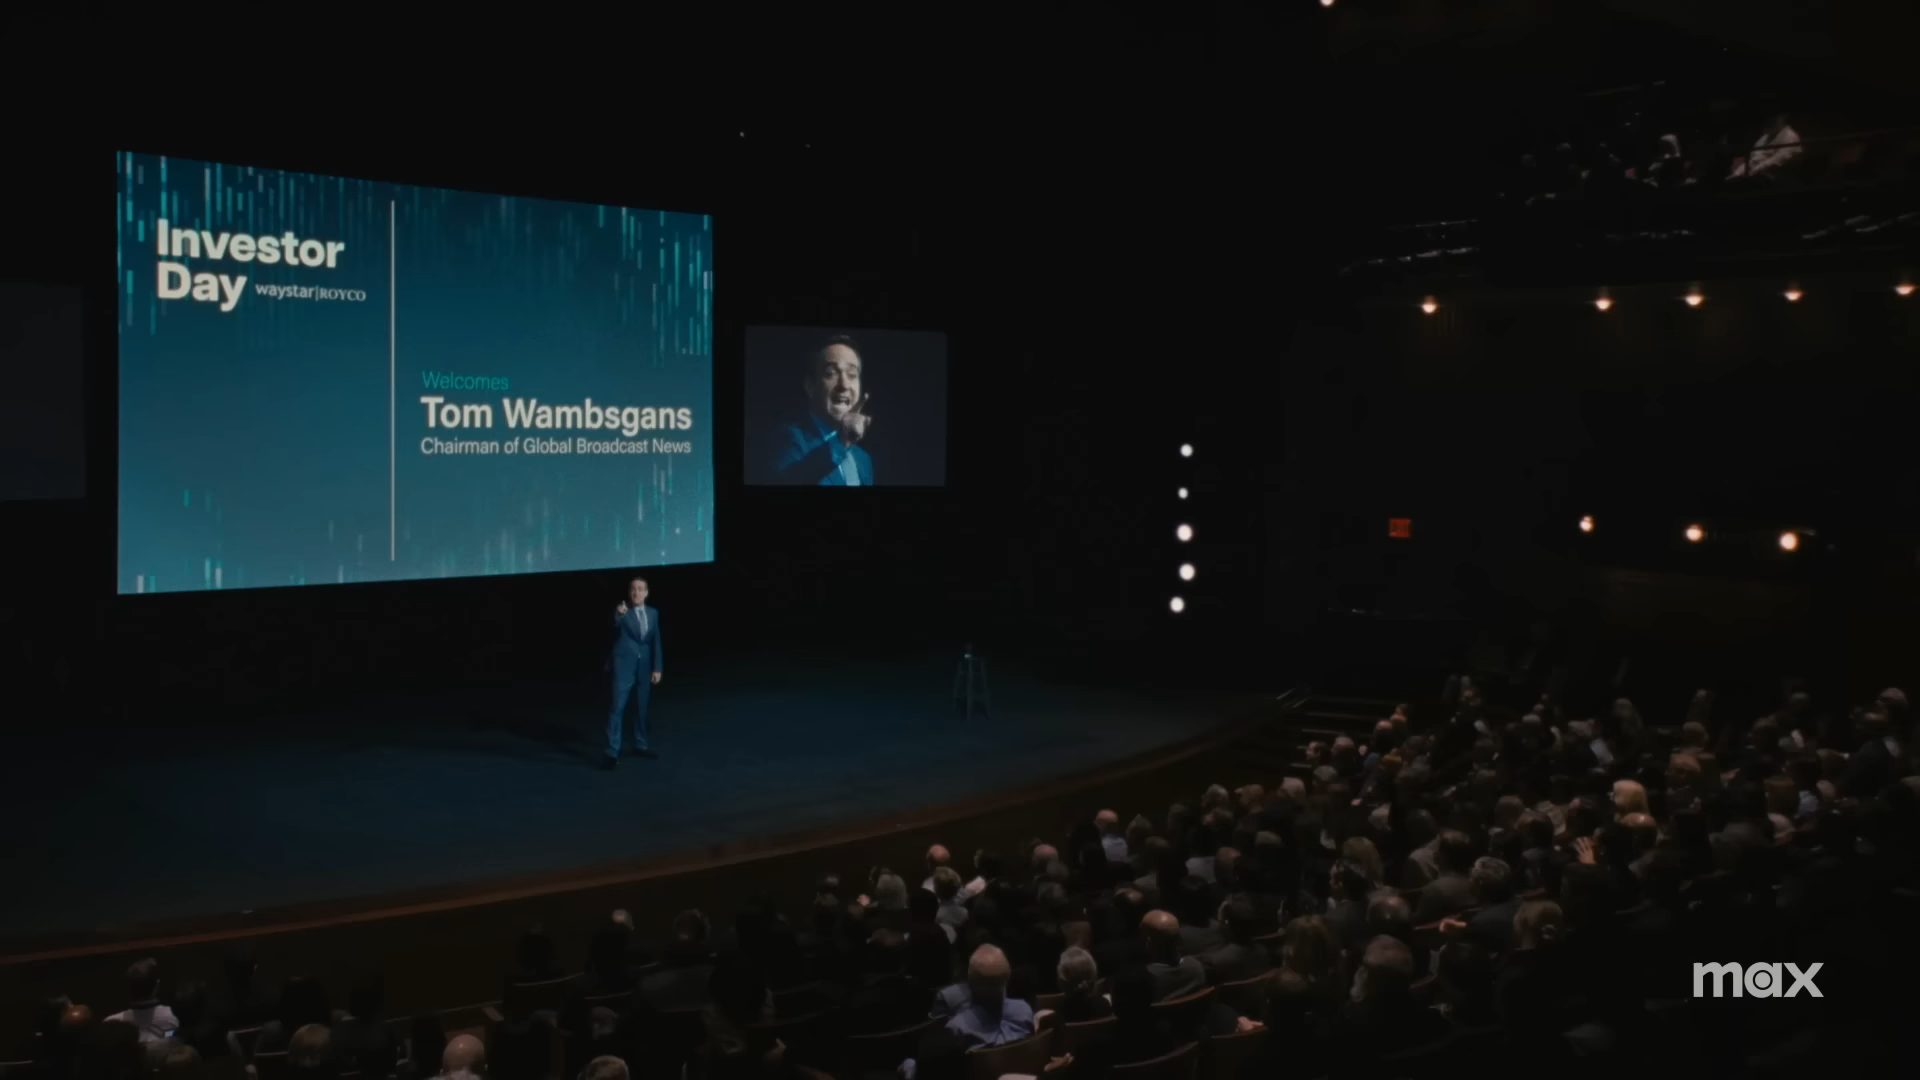 Investor
Day waystar|ROYCO
Welcomes
Tom Wambsgans
Chairman of Global Broadcast News
max